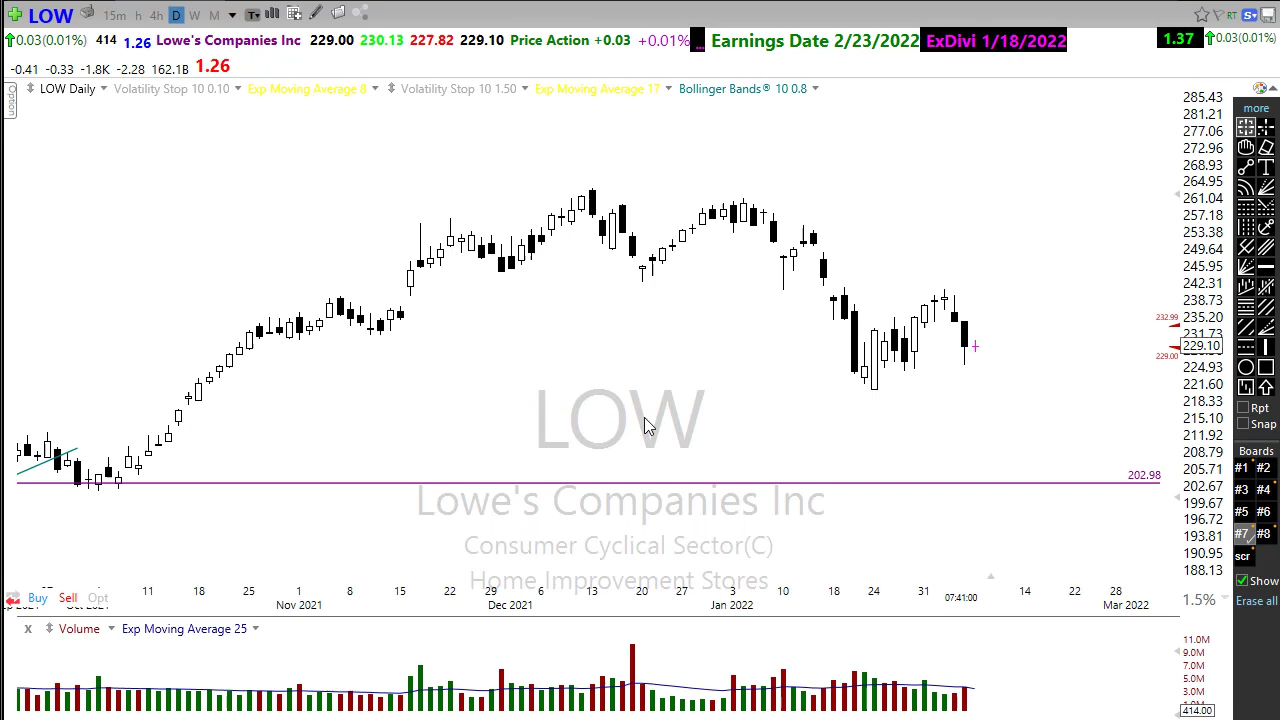 LOW 15m h 4h D W M T RT S
0.03(0.01%) 414 1.26 Lowe's Companies Inc 229.00 230.13 227.82 229.10 Price Action +0.03 +0.01% ... Earnings Date 2/23/2022 ExDivi 1/18/2022 1.37 0.03(0.01%)
-0.41 -0.33 -1.8K -2.28 162.1B 1.26
Option
LOW Daily Volatility Stop 10 0.10 Exp Moving Average 8 Volatility Stop 10 1.50 Exp Moving Average 17 Bollinger Bands® 10 0.8
285.43
281.21
277.06
272.96
268.93
264.95
261.04
257.18
253.38
249.64
245.95
242.31
238.73
235.20
231.73
229.10
224.93
221.60
218.33
215.10
211.92
208.79
205.71
202.67
199.67
196.72
193.81
190.95
188.13
232.99
229.00
202.98
LOW
Lowe's Companies Inc
Consumer Cyclical Sector(C)
Home Improvement Stores
more
Rpt
Snap
Boards
#1 #2
#3 #4
#5 #6
#7 #8
scr
Show
Erase all
11 18 25 1 8 15 22 29 6 13 20 27 3 10 18 24 31 07:41:00 14 22 28
Nov 2021 Dec 2021 Jan 2022 Mar 2022
Buy Sell Opt
1.5%
X Volume Exp Moving Average 25
11.0M
9.0M
7.0M
5.0M
3.0M
414.00